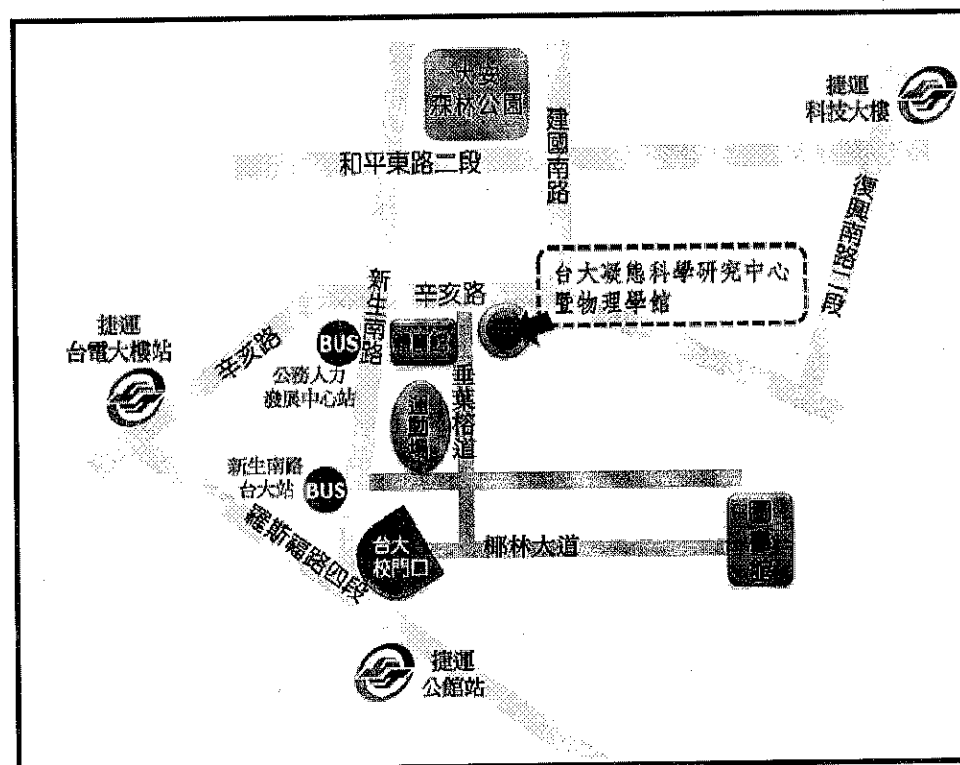 大安
森林公園
捷運
科技大樓
建國南路
和平東路二段
復興南路二段
台大凝態科學研究中心
暨物理學館
新生南路
辛亥路
捷運
台電大樓站
辛亥路
BUS
公務人力
發展中心站
垂葉榕道
運動場
新生南路
台大站
BUS
羅斯福路四段
台大
校門口
椰林大道
捷運
公館站